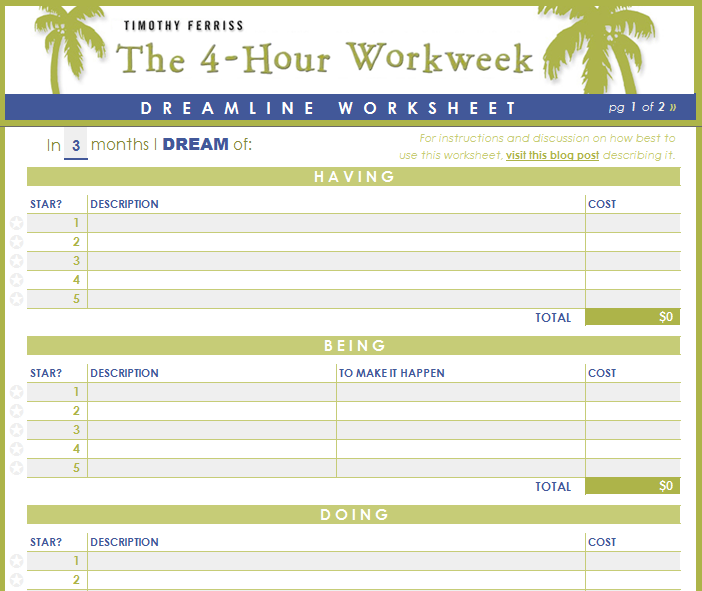 TIMOTHY FERRISS
The 4-Hour Workweek
DREAMLINE WORKSHEET pg 1 of 2 »
In 3 months I DREAM of:
For instructions and discussion on how best to
use this worksheet, visit this blog post describing it.
HAVING
STAR? DESCRIPTION COST
1
2
3
4
5
TOTAL $0
BEING
STAR? DESCRIPTION TO MAKE IT HAPPEN COST
1
2
3
4
5
TOTAL $0
DOING
STAR? DESCRIPTION COST
1
2